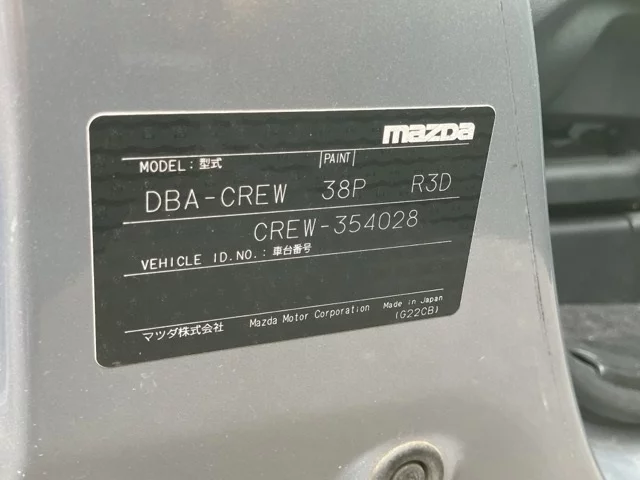 mazda
MODEL: 型式 PAINT
DBA-CREW 38P R3D
CREW-354028
VEHICLE ID.NO.: 車台番号
マツダ株式会社 Mazda Motor Corporation Made in Japan
(G22CB)